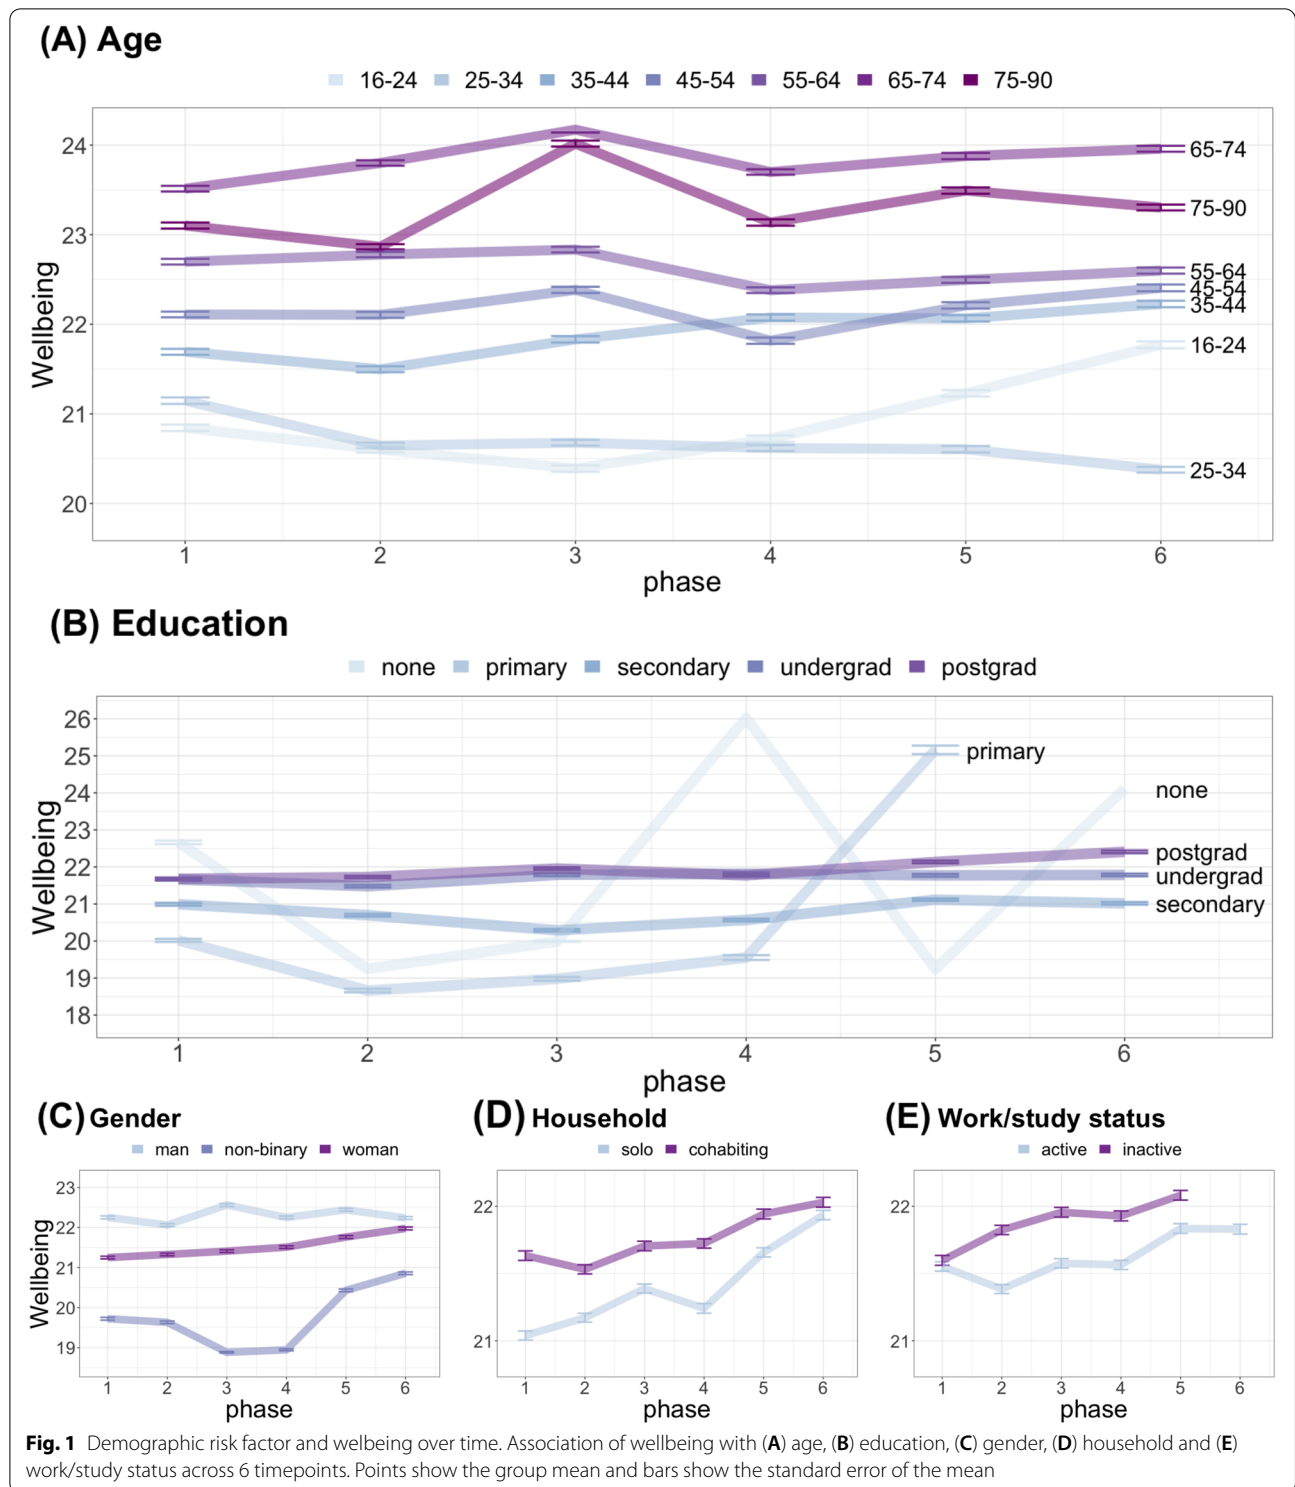 (A) Age
16-24 25-34 35-44 45-54 55-64 65-74 75-90
Wellbeing
24
23
22
21
20
65-74
75-90
55-64
45-54
35-44
16-24
25-34
1 2 3 4 5 6
phase
(B) Education
none primary secondary undergrad postgrad
Wellbeing
26
25
24
23
22
21
20
19
18
primary
none
postgrad
undergrad
secondary
1 2 3 4 5 6
phase
(C) Gender
man non-binary woman
Wellbeing
23
22
21
20
19
1 2 3 4 5 6
phase
(D) Household
solo cohabiting
22
21
1 2 3 4 5 6
phase
(E) Work/study status
active inactive
22
21
1 2 3 4 5 6
phase
Fig. 1 Demographic risk factor and welbeing over time. Association of wellbeing with (A) age, (B) education, (C) gender, (D) household and (E)
work/study status across 6 timepoints. Points show the group mean and bars show the standard error of the mean